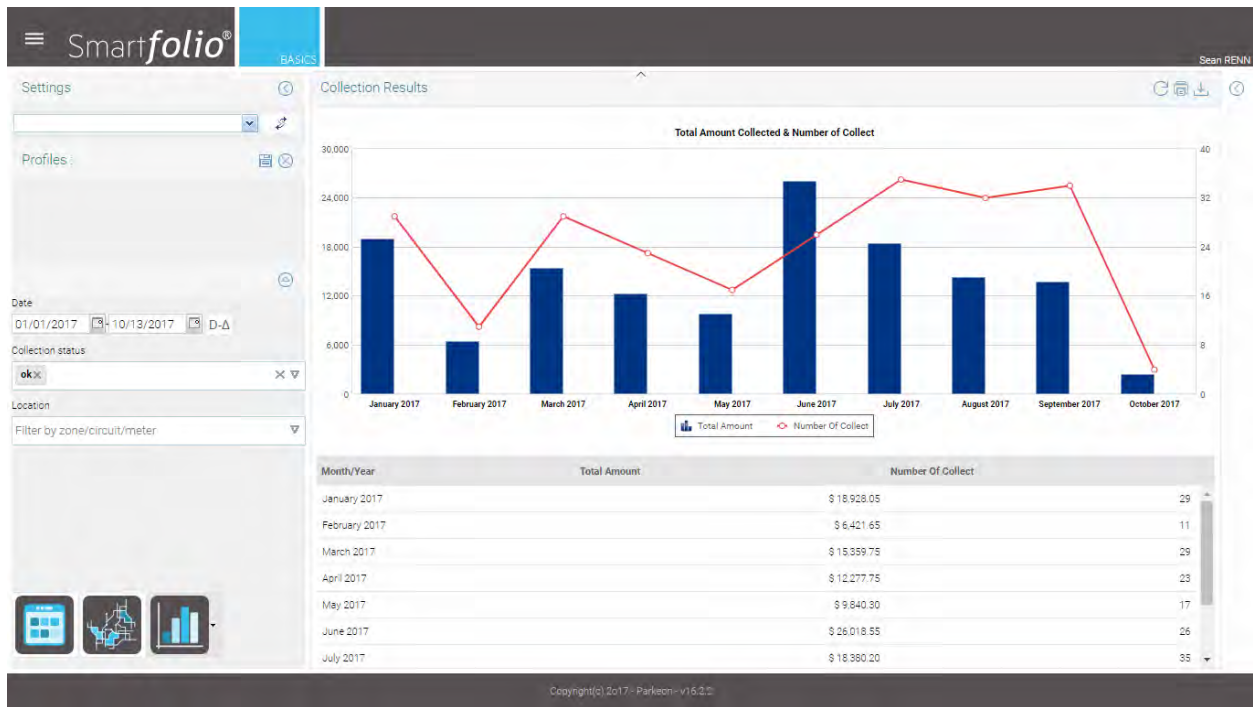 Smartfolio®
BASICS
Sean RENN
Settings
Profiles
Date
01/01/2017 - 10/13/2017 D-Δ
Collection status
ok×
Location
Filter by zone/circuit/meter
Collection Results
Total Amount Collected & Number of Collect
30,000 40
24,000 32
18,000 24
12,000 16
6,000 8
0 0
January 2017 February 2017 March 2017 April 2017 May 2017 June 2017 July 2017 August 2017 September 2017 October 2017
Total Amount Number Of Collect
Month/Year Total Amount Number Of Collect
January 2017 $ 18,928.05 29
February 2017 $ 6,421.65 11
March 2017 $ 15,359.75 29
April 2017 $ 12,277.75 23
May 2017 $ 9,840.30 17
June 2017 $ 26,018.55 26
July 2017 $ 18,380.20 35
Copyright(c) 2o17 - Parkeon - v16.2.2